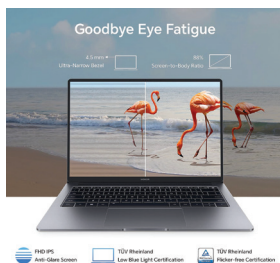 Goodbye Eye Fatigue
Ultra-Narrow Bezel
Screen-to-Body Ratio
FHD IPS
Anti-Glare Screen
TÜV Rheinland
Low Blue Light Certification
TÜV Rheinland
Flicker-free Certification